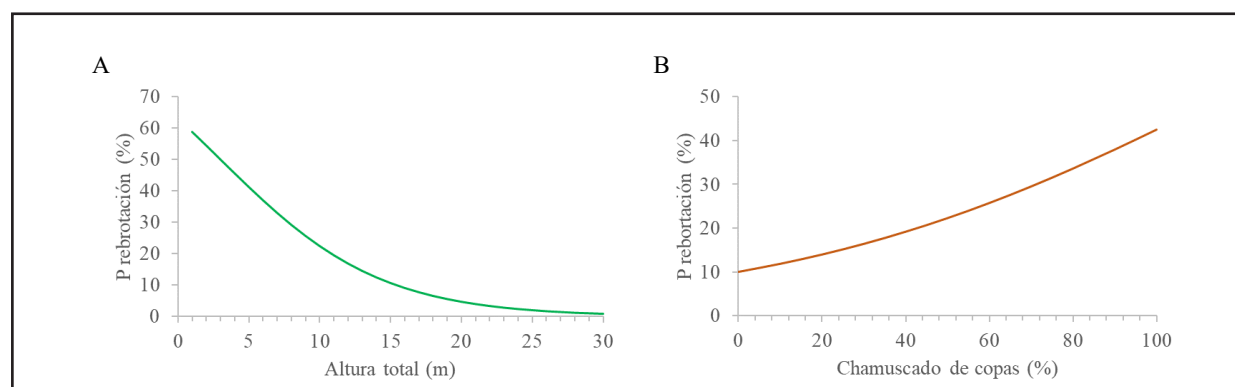 A
B
P rebrotación (%)
70
60
50
40
30
20
10
0
0 5 10 15 20 25 30
Altura total (m)
P rebortación (%)
50
40
30
20
10
0
0 20 40 60 80 100
Chamuscado de copas (%)